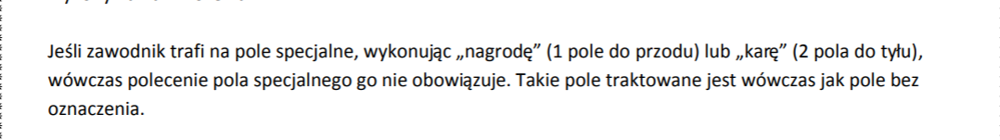 Jeśli zawodnik trafi na pole specjalne, wykonując „nagrodę” (1 pole do przodu) lub „karę” (2 pola do tyłu),
wówczas polecenie pola specjalnego go nie obowiązuje. Takie pole traktowane jest wówczas jak pole bez
oznaczenia.